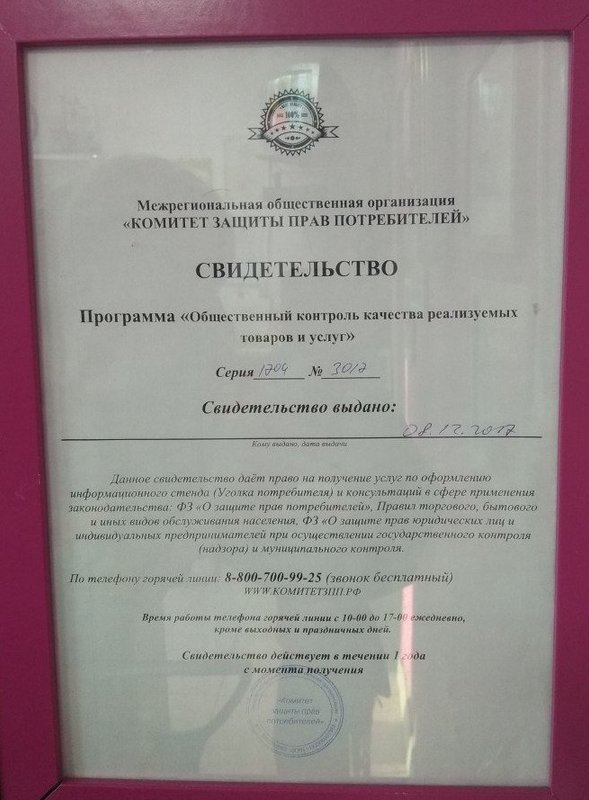 100%
Межрегиональная общественная организация
«КОМИТЕТ ЗАЩИТЫ ПРАВ ПОТРЕБИТЕЛЕЙ»
СВИДЕТЕЛЬСТВО
Программа «Общественный контроль качества реализуемых
товаров и услуг»
Серия 1704 № 3017
Свидетельство выдано:
08.12.2017
Кому выдано, дата выдачи
Данное свидетельство даёт право на получение услуг по оформлению
информационного стенда (Уголка потребителя) и консультаций в сфере применения
законодательства: ФЗ «О защите прав потребителей», Правил торгового, бытового
и иных видов обслуживания населения, ФЗ «О защите прав юридических лиц и
индивидуальных предпринимателей при осуществлении государственного контроля
(надзора) и муниципального контроля.
По телефону горячей линии: 8-800-700-99-25 (звонок бесплатный)
WWW.КОМИТЕТЗПП.РФ
Время работы телефона горячей линии с 10-00 до 17-00 ежедневно,
кроме выходных и праздничных дней.
Свидетельство действует в течении 1 года
с момента получения
«Комитет
защиты прав
потребителей»